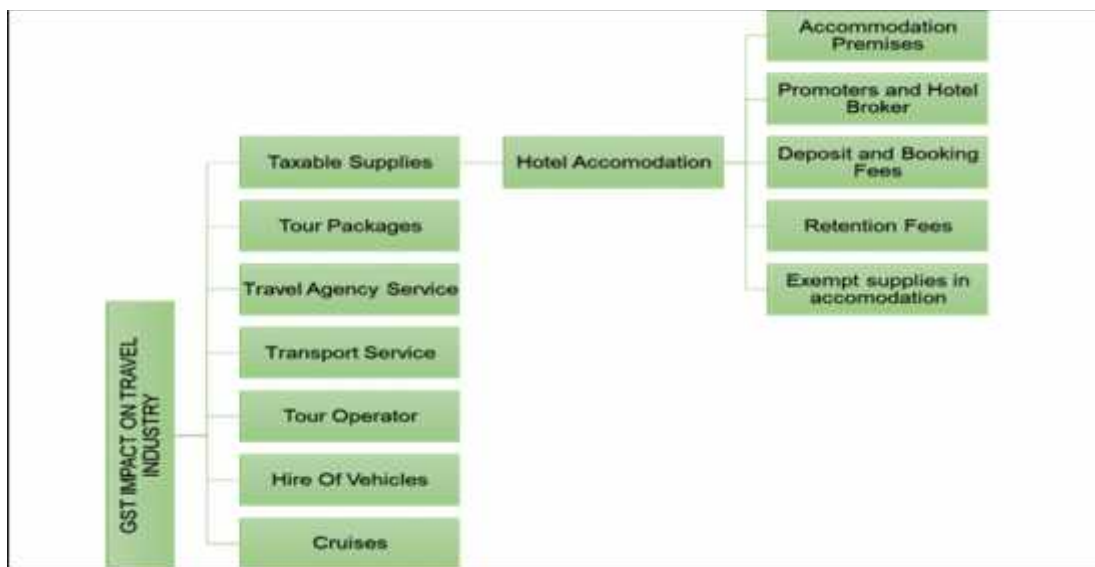 GST IMPACT ON TRAVEL
INDUSTRY
Taxable Supplies
Tour Packages
Travel Agency Service
Transport Service
Tour Operator
Hire Of Vehicles
Cruises
Hotel Accomodation
Accommodation
Premises
Promoters and Hotel
Broker
Deposit and Booking
Fees
Retention Fees
Exempt supplies in
accomodation